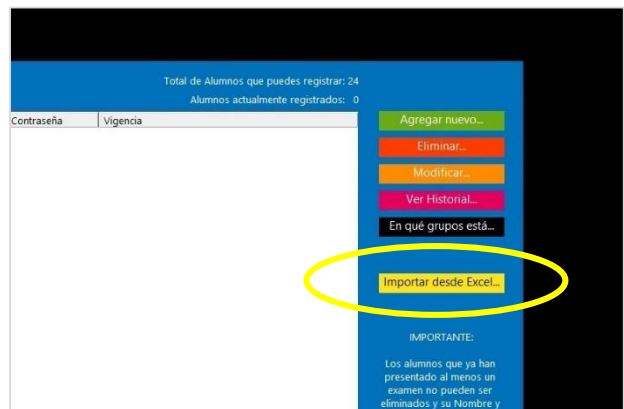 Total de Alumnos que puedes registrar: 24
Alumnos actualmente registrados: 0
Contraseña Vigencia
Agregar nuevo...
Eliminar...
Modificar...
Ver Historial...
En qué grupos está...
Importar desde Excel...
IMPORTANTE:
Los alumnos que ya han
presentado al menos un
examen no pueden ser
eliminados y su Nombre y